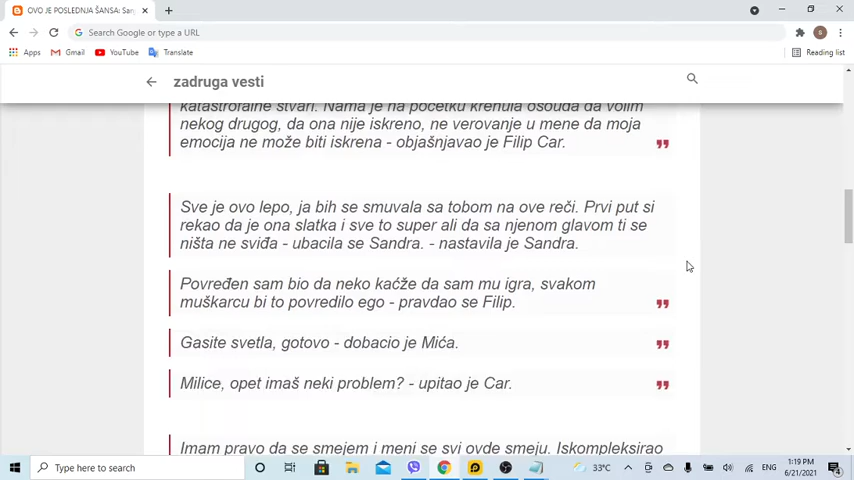 OVO JE POSLEDNJA ŠANSA: San
Search Google or type a URL
B
Apps
Gmail
YouTube
Translate
Reading list
zadruga vesti
katastrofalne stvari. Nama je na početku krenula osouda da volim
nekog drugog, da ona nije iskreno, ne verovanje u mene da moja
emocija ne može biti iskrena - objašnjavao je Filip Car.
Sve je ovo lepo, ja bih se smuvala sa tobom na ove reči. Prvi put si
rekao da je ona slatka i sve to super ali da sa njenom glavom ti se
ništa ne sviđa - ubacila se Sandra. - nastavila je Sandra.
Povređen sam bio da neko kaćže da sam mu igra, svakom
muškarcu bi to povredilo ego - pravdao se Filip.
Gasite svetla, gotovo - dobacio je Mića.
Milice, opet imaš neki problem? - upitao je Car.
Imam pravo da se smejem i meni se svi ovde smeju. Iskompleksirao
Type here to search
33°C
ENG
1:19 PM
6/21/2021
4